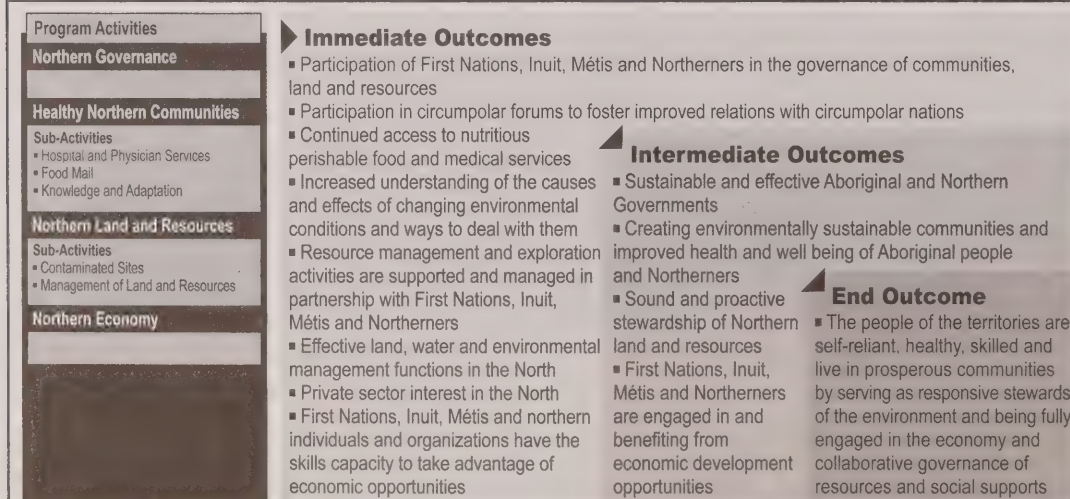 Program Activities
Northern Governance
Healthy Northern Communities
Sub-Activities
▪ Hospital and Physician Services
▪ Food Mail
▪ Knowledge and Adaptation
Northern Land and Resources
Sub-Activities
▪ Contaminated Sites
▪ Management of Land and Resources
Northern Economy
Immediate Outcomes
▪ Participation of First Nations, Inuit, Métis and Northerners in the governance of communities,
land and resources
▪ Participation in circumpolar forums to foster improved relations with circumpolar nations
▪ Continued access to nutritious
perishable food and medical services
▪ Increased understanding of the causes
and effects of changing environmental
conditions and ways to deal with them
▪ Resource management and exploration
activities are supported and managed in
partnership with First Nations, Inuit,
Métis and Northerners
▪ Effective land, water and environmental
management functions in the North
▪ Private sector interest in the North
▪ First Nations, Inuit, Métis and northern
individuals and organizations have the
skills capacity to take advantage of
economic opportunities
Intermediate Outcomes
▪ Sustainable and effective Aboriginal and Northern
Governments
▪ Creating environmentally sustainable communities and
improved health and well being of Aboriginal people
and Northerners
▪ Sound and proactive
stewardship of Northern
land and resources
▪ First Nations, Inuit,
Métis and Northerners
are engaged in and
benefiting from
economic development
opportunities
End Outcome
▪ The people of the territories are
self-reliant, healthy, skilled and
live in prosperous communities
by serving as responsive stewards
of the environment and being fully
engaged in the economy and
collaborative governance of
resources and social supports